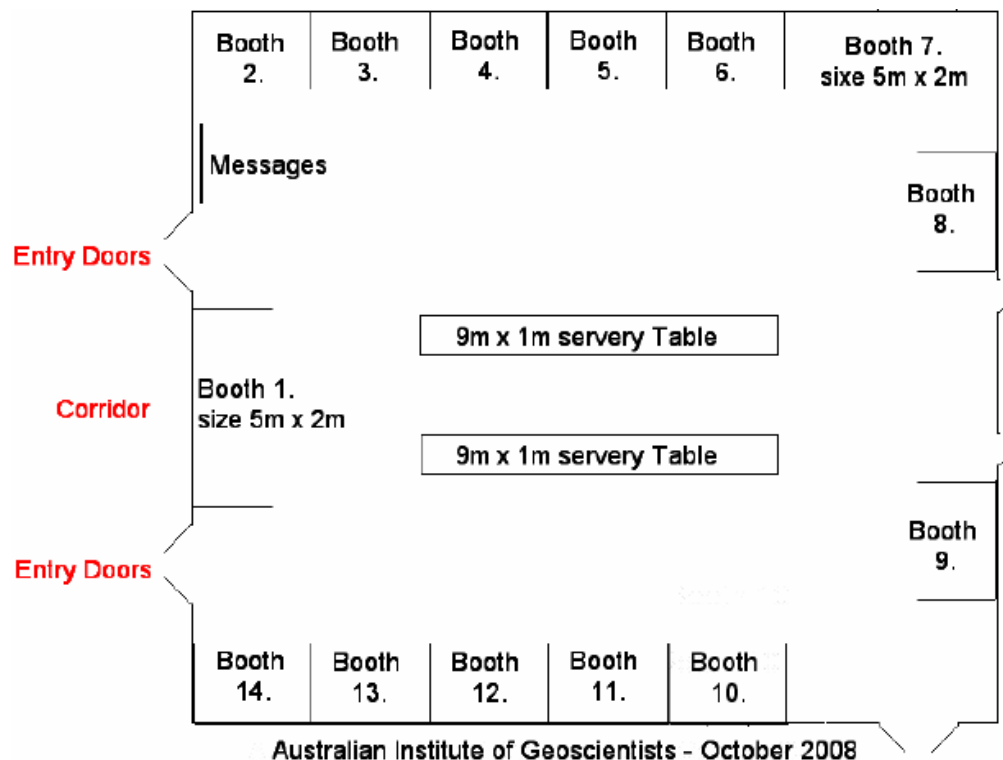 Booth
2.
Booth
3.
Booth
4.
Booth
5.
Booth
6.
Booth 7.
sixe 5m x 2m
Messages
Booth
8.
Entry Doors
9m x 1m servery Table
Booth 1.
size 5m x 2m
Corridor
9m x 1m servery Table
Booth
9.
Entry Doors
Booth
14.
Booth
13.
Booth
12.
Booth
11.
Booth
10.
Australian Institute of Geoscientists - October 2008